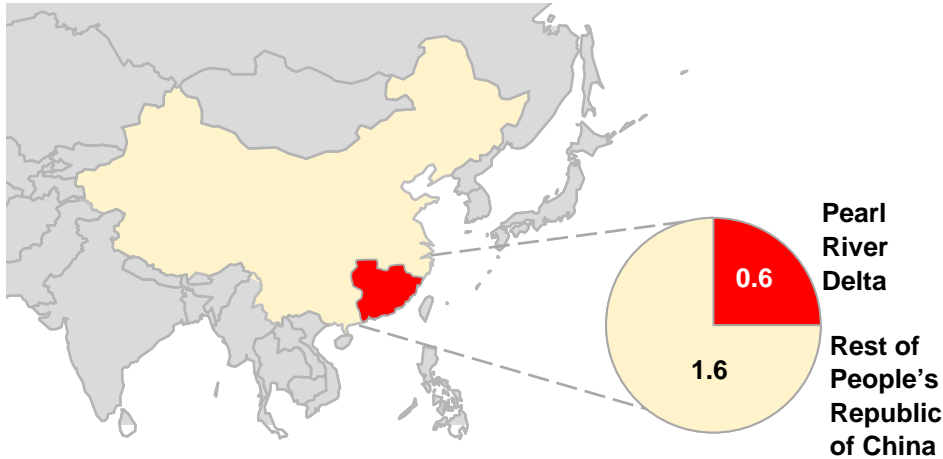 Pearl
River
Delta
0.6
Rest of
People's
Republic
of China
1.6